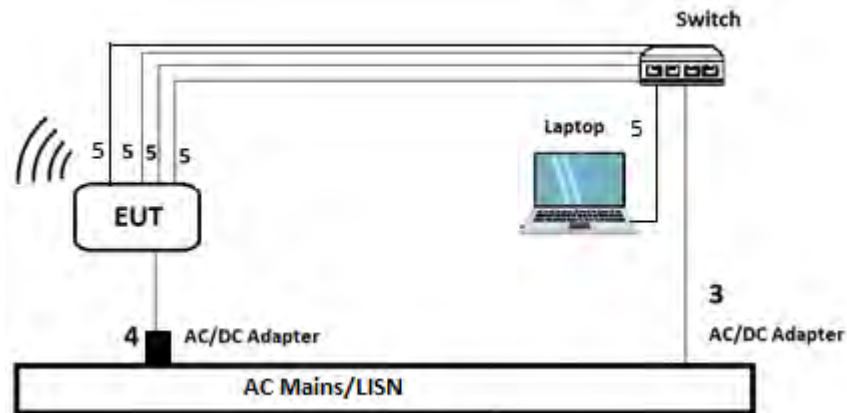 Switch
Laptop 5
5 5 5 5
EUT
3
4 AC/DC Adapter
AC/DC Adapter
AC Mains/LISN